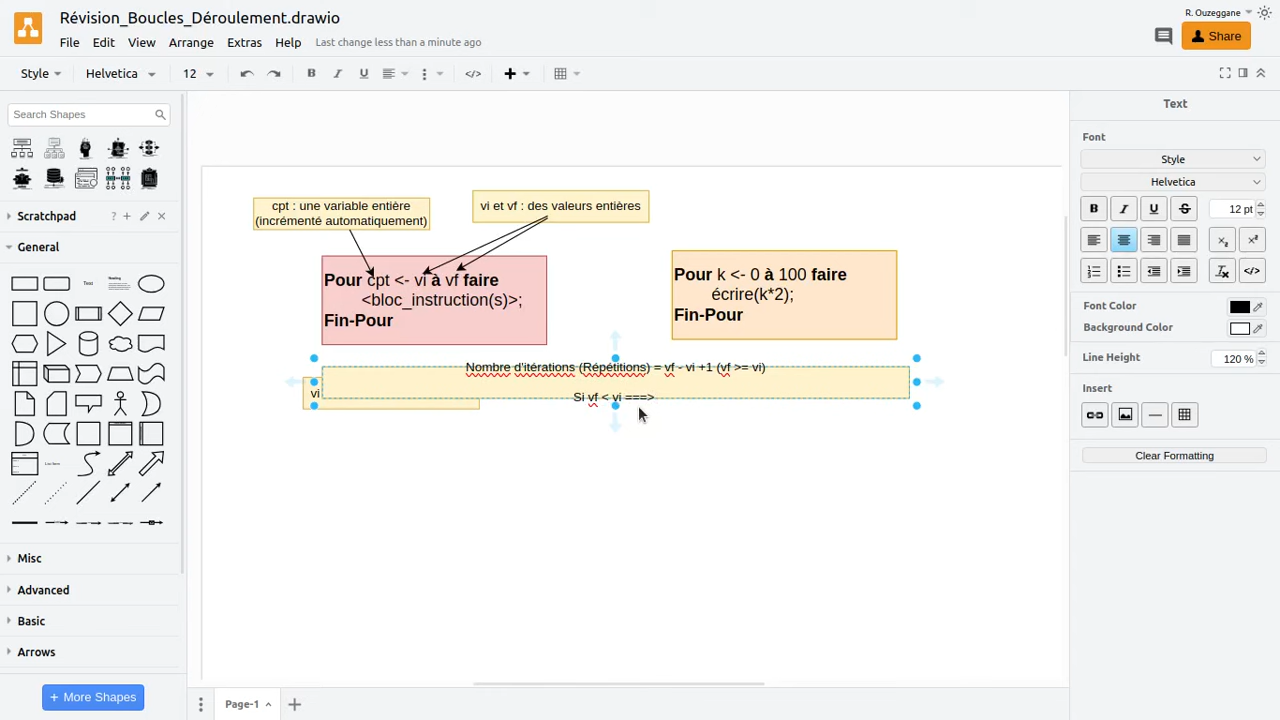 Révision_Boucles_Déroulement.drawio
R. Ouzeggane
File Edit View Arrange Extras Help Last change less than a minute ago
Share
Style Helvetica 12 B I U </>
Search Shapes
Scratchpad
General
Text
Heading
List Item
Misc
Advanced
Basic
Arrows
+ More Shapes
cpt : une variable entière
(incrémenté automatiquement)
vi et vf : des valeurs entières
Pour cpt <- vi à vf faire
<bloc_instruction(s)>;
Fin-Pour
Pour k <- 0 à 100 faire
écrire(k*2);
Fin-Pour
Nombre d'itérations (Répétitions) = vf - vi +1 (vf >= vi)
vi
Si vf < vi ===>
Page-1
Text
Font
Style
Helvetica
B I U S 12 pt
Font Color
Background Color
Line Height 120 %
Insert
Clear Formatting